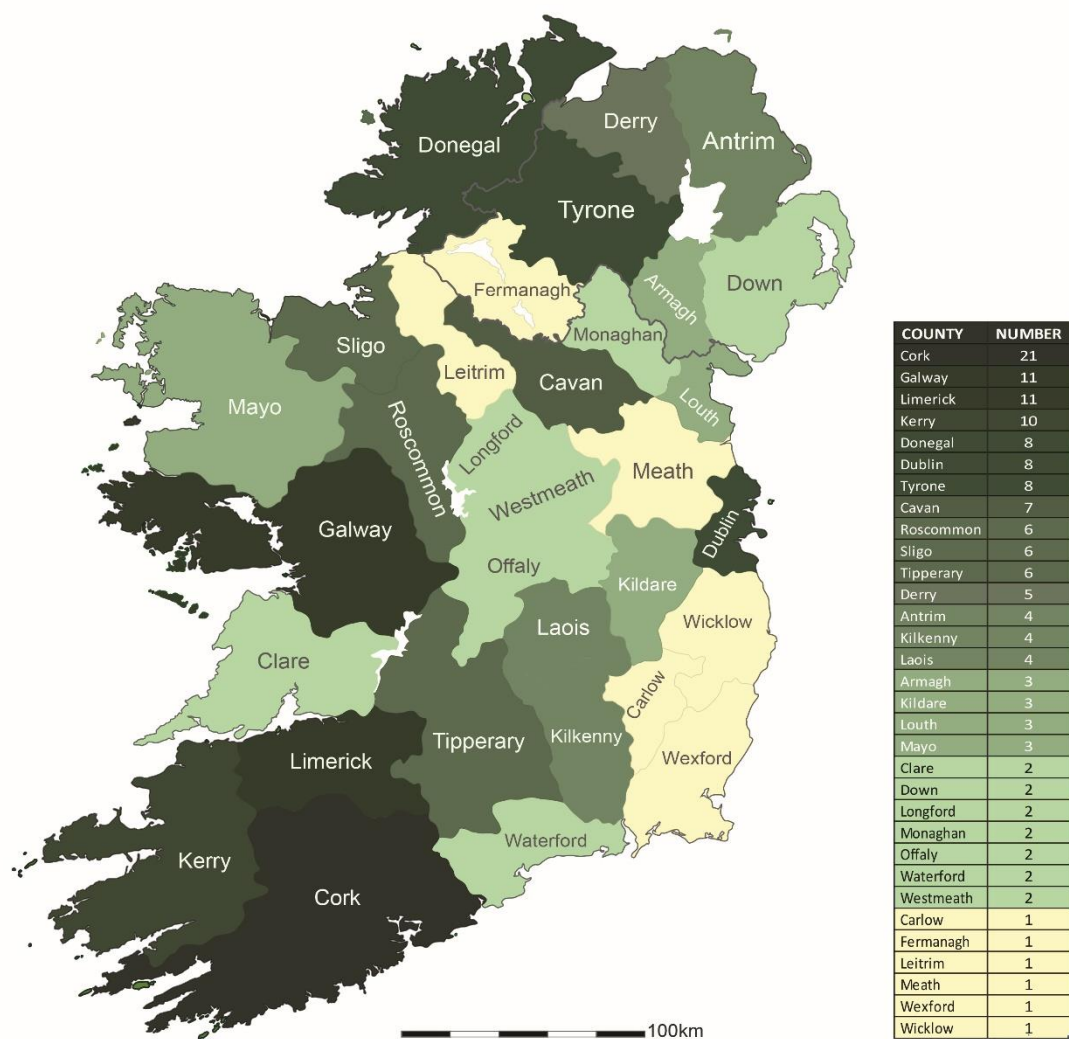 Donegal
Derry
Antrim
Tyrone
Fermanagh
Armagh
Down
Monaghan
Sligo
Leitrim
Cavan
Louth
Mayo
Roscommon
Longford
Meath
Westmeath
Galway
Dublin
Offaly
Kildare
Laois
Wicklow
Clare
Carlow
Tipperary
Kilkenny
Limerick
Wexford
Waterford
Kerry
Cork
100km
COUNTY NUMBER
Cork 21
Galway 11
Limerick 11
Kerry 10
Donegal 8
Dublin 8
Tyrone 8
Cavan 7
Roscommon 6
Sligo 6
Tipperary 6
Derry 5
Antrim 4
Kilkenny 4
Laois 4
Armagh 3
Kildare 3
Louth 3
Mayo 3
Clare 2
Down 2
Longford 2
Monaghan 2
Offaly 2
Waterford 2
Westmeath 2
Carlow 1
Fermanagh 1
Leitrim 1
Meath 1
Wexford 1
Wicklow 1